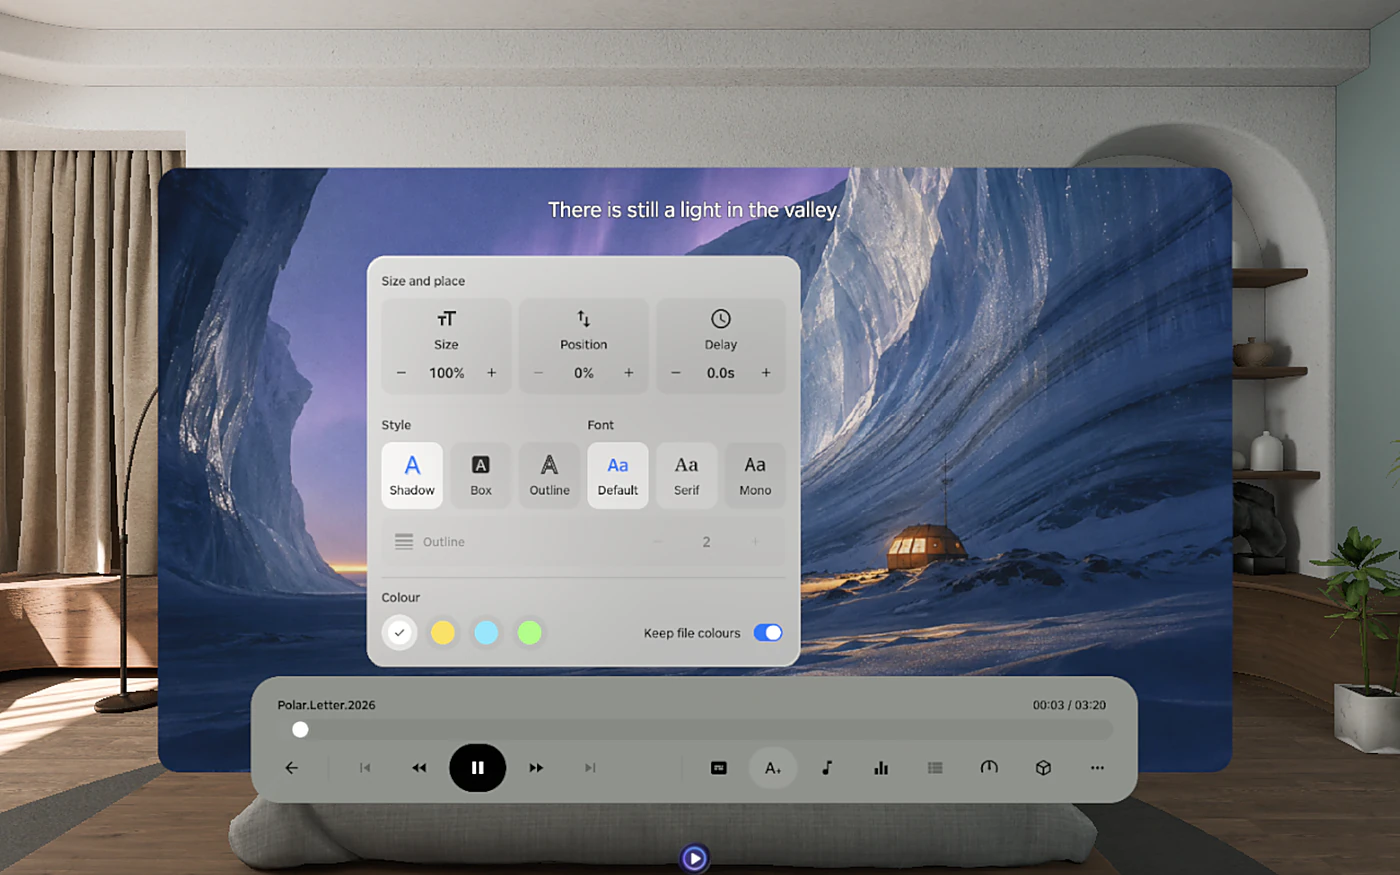 There is still a light in the valley.
Size and place
Size
Position
Delay
− 100% +
− 0% +
− 0.0s +
Style
Font
A
A
A
Aa
Aa
Aa
Shadow
Box
Outline
Default
Serif
Mono
Outline
− 2 +
Colour
Keep file colours
Polar.Letter.2026
00:03 / 03:20
A+